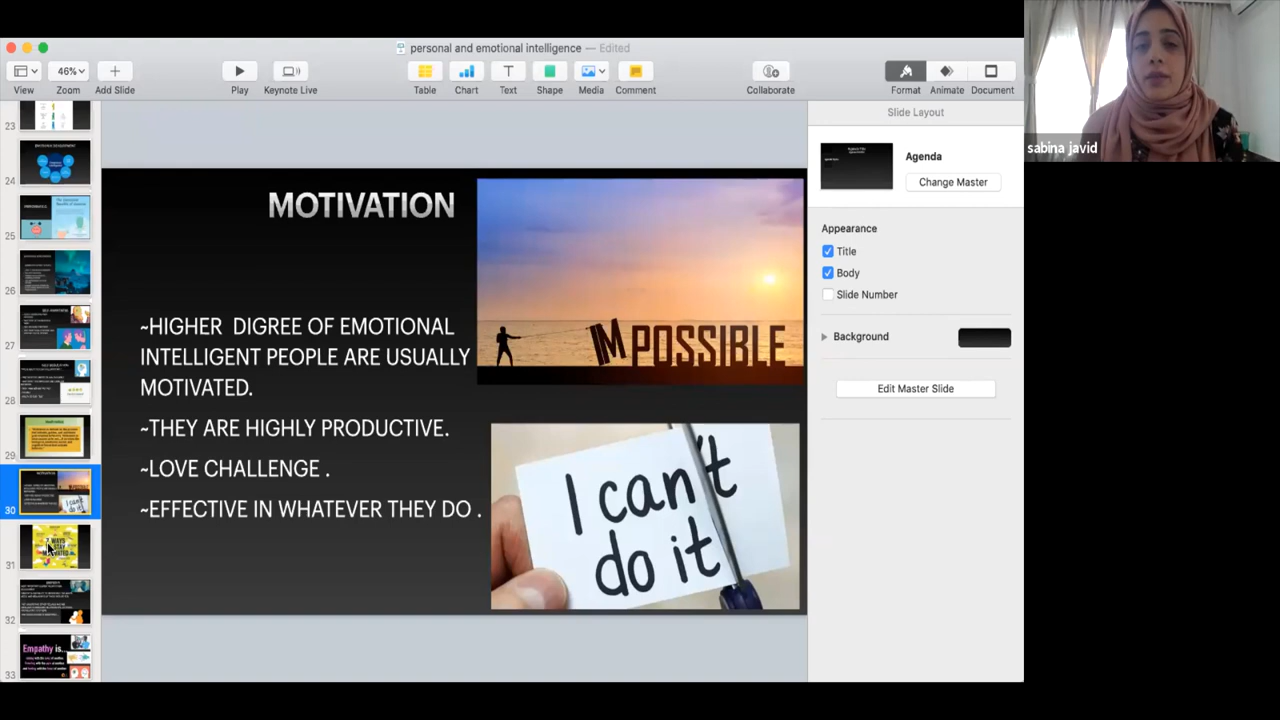 personal and emotional intelligence — Edited
46%
View
Zoom
Add Slide
Play
Keynote Live
Table
Chart
Text
Shape
Media
Comment
Collaborate
Format
Animate
Document
Slide Layout
Agenda
Change Master
Appearance
Title
Body
Slide Number
Background
Edit Master Slide
23
24
25
26
27
28
29
30
31
32
33
7 WAYS
Empathy is...
MOTIVATION
~HIGHER DIGREE OF EMOTIONAL
INTELLIGENT PEOPLE ARE USUALLY
MOTIVATED.
~THEY ARE HIGHLY PRODUCTIVE.
~LOVE CHALLENGE .
~EFFECTIVE IN WHATEVER THEY DO .
IMPOSSIBLE
I can't
do it
sabina javid